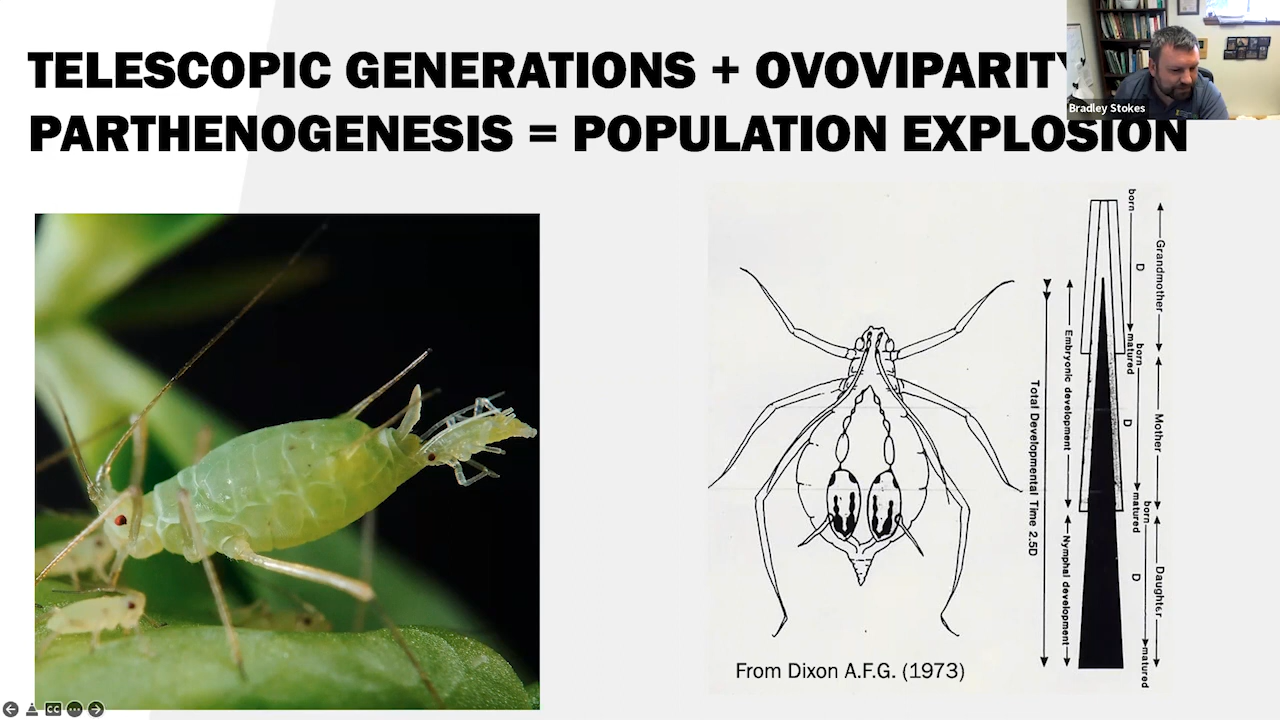 TELESCOPIC GENERATIONS + OVOVIPARITY
PARTHENOGENESIS = POPULATION EXPLOSION
Bradley Stokes
born
D
matured
Grandmother
born
D
matured
Mother
born
D
matured
Daughter
Embryonic development
Nymphal development
Total Developmental Time 2.5D
From Dixon A.F.G. (1973)
CC